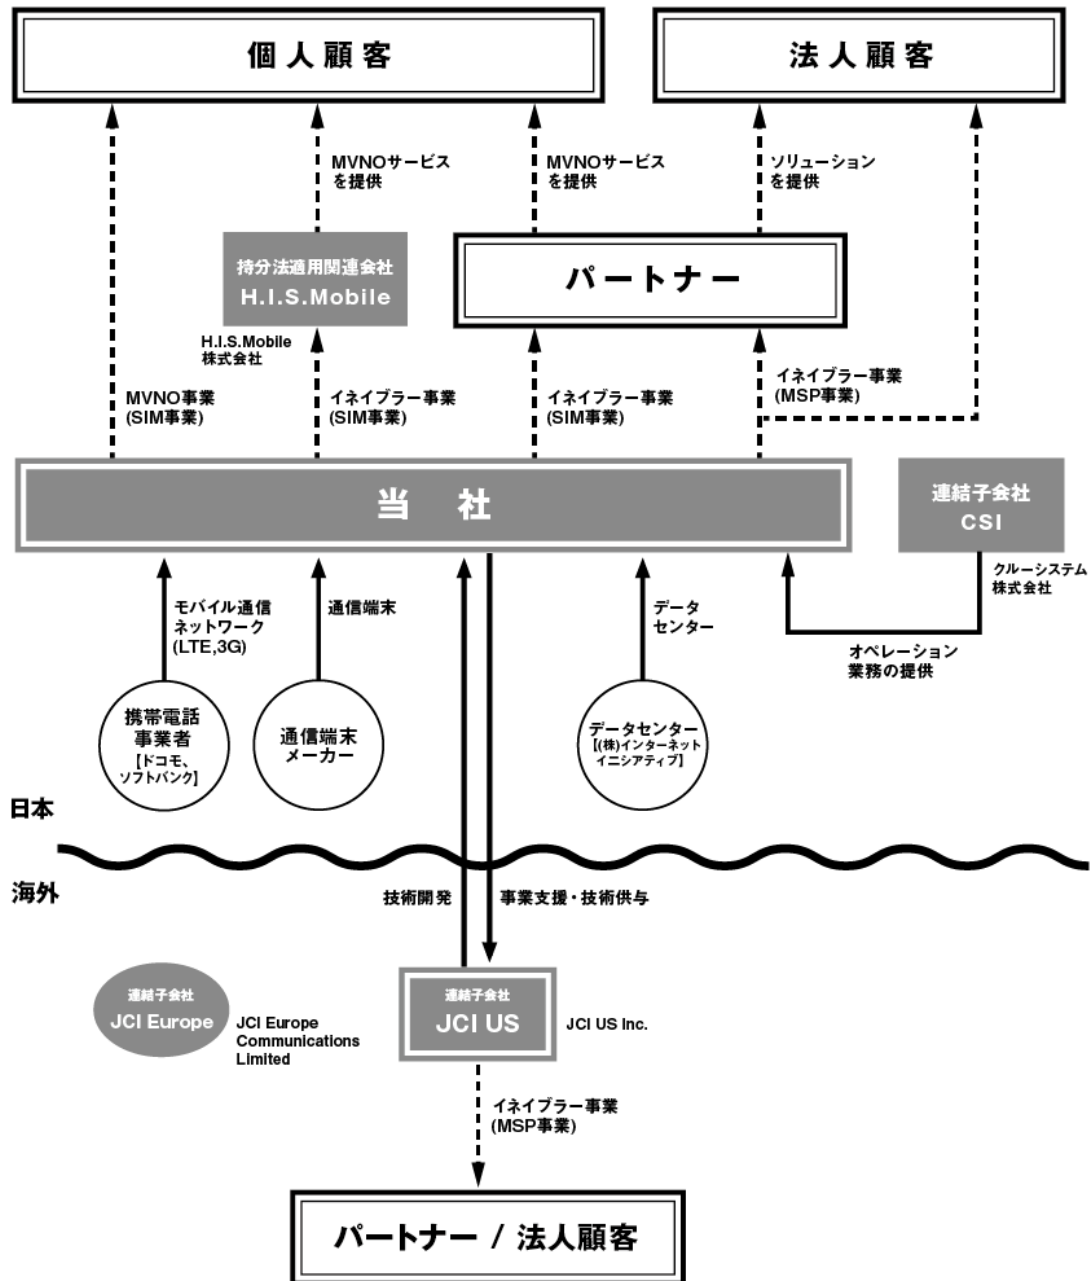 個人顧客
法人顧客
MVNOサービス
を提供
MVNOサービス
を提供
ソリューション
を提供
持分法適用関連会社
H.I.S.Mobile
パートナー
H.I.S.Mobile
株式会社
MVNO事業
(SIM事業)
イネイブラー事業
(SIM事業)
イネイブラー事業
(SIM事業)
イネイブラー事業
(MSP事業)
当 社
連結子会社
CSI
クルーシステム
株式会社
モバイル通信
ネットワーク
(LTE,3G)
通信端末
データ
センター
オペレーション
業務の提供
携帯電話
事業者
【ドコモ、
ソフトバンク】
通信端末
メーカー
データセンター
【(株)インターネット
イニシアティブ】
日本
海外
技術開発
事業支援・技術供与
連結子会社
JCI Europe
JCI Europe
Communications
Limited
連結子会社
JCI US
JCI US Inc.
イネイブラー事業
(MSP事業)
パートナー / 法人顧客